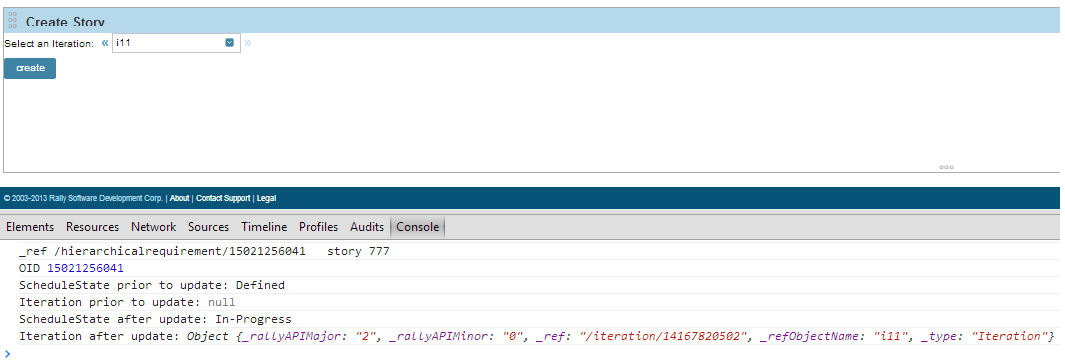 Create Story
Select an Iteration: « i11 »
create
© 2003-2013 Rally Software Development Corp. | About | Contact Support | Legal
Elements Resources Network Sources Timeline Profiles Audits Console
_ref /hierarchicalrequirement/15021256041 story 777
OID 15021256041
ScheduleState prior to update: Defined
Iteration prior to update: null
ScheduleState after update: In-Progress
Iteration after update: Object {_rallyAPIMajor: "2", _rallyAPIMinor: "0", _ref: "/iteration/14167820502", _refObjectName: "i11", _type: "Iteration"}
>